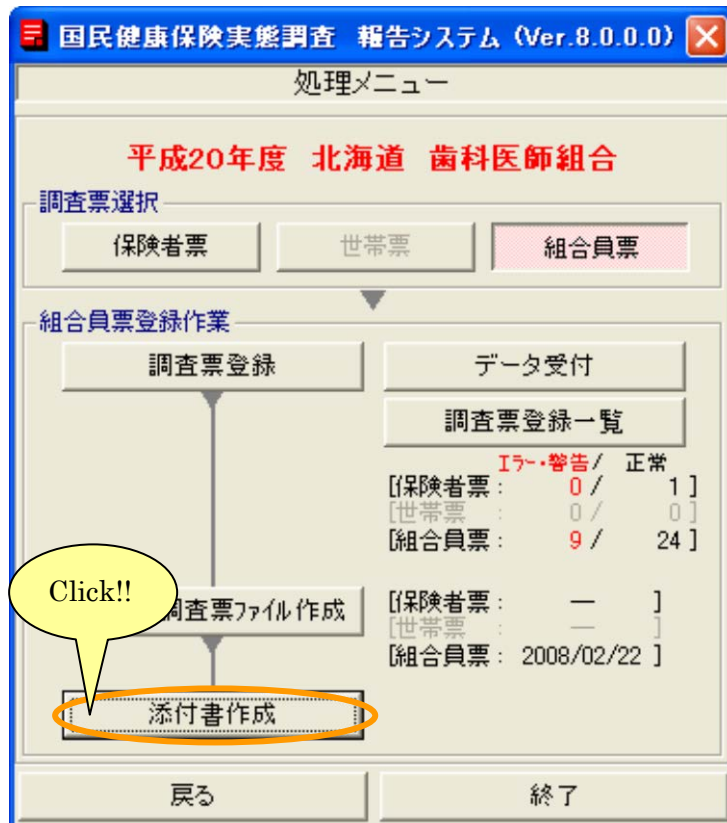 国民健康保険実態調査 報告システム (Ver.8.0.0.0)
処理メニュー
平成20年度 北海道 歯科医師組合
調査票選択
保険者票 世帯票 組合員票
組合員票登録作業
調査票登録 データ受付
調査票登録一覧
エラー・警告/ 正常
[保険者票: 0/ 1]
[世帯票 : 0/ 0]
[組合員票: 9/ 24]
Click!!
調査票ファイル作成
[保険者票: ― ]
[世帯票 : ― ]
[組合員票: 2008/02/22 ]
添付書作成
戻る 終了